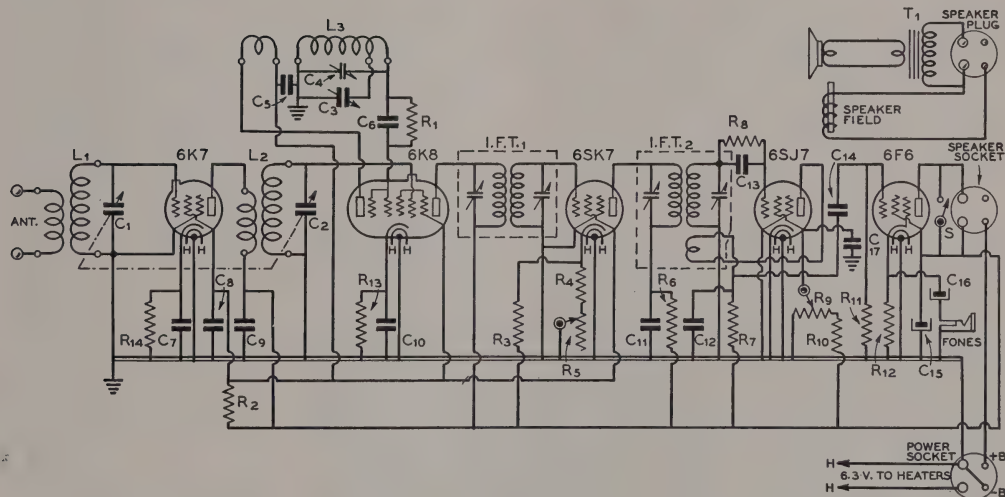 T1
SPEAKER
PLUG
L3
C4
C5
C3
SPEAKER
FIELD
C6
R1
R8
I.F.T.1
I.F.T.2
L1
6K7
L2
6K8
6SK7
6SJ7
C14
6F6
SPEAKER
SOCKET
C13
ANT.
C1
C2
S
H H
H H
H H
H H
H H
C17
R4
R13
C8
R6
R9
R11
C16
R14
C7
C9
C10
R3
R5
C11
C12
R7
R10
R12
C15
FONES
R2
POWER
SOCKET
+B
H
6.3 V. TO HEATERS
H
-B